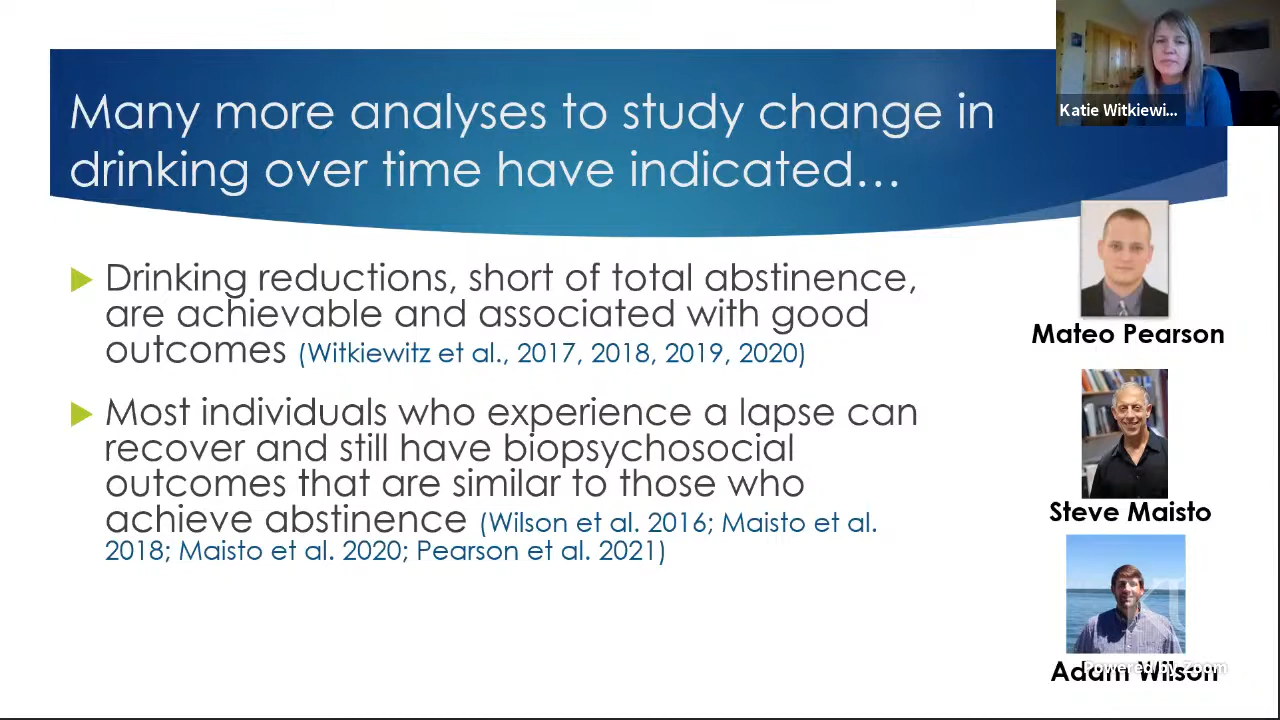 Many more analyses to study change in
drinking over time have indicated…
Katie Witkiewi...
Drinking reductions, short of total abstinence,
are achievable and associated with good
outcomes (Witkiewitz et al., 2017, 2018, 2019, 2020)
Most individuals who experience a lapse can
recover and still have biopsychosocial
outcomes that are similar to those who
achieve abstinence (Wilson et al. 2016; Maisto et al.
2018; Maisto et al. 2020; Pearson et al. 2021)
Mateo Pearson
Steve Maisto
Adam Wilson
Powered by Zoom